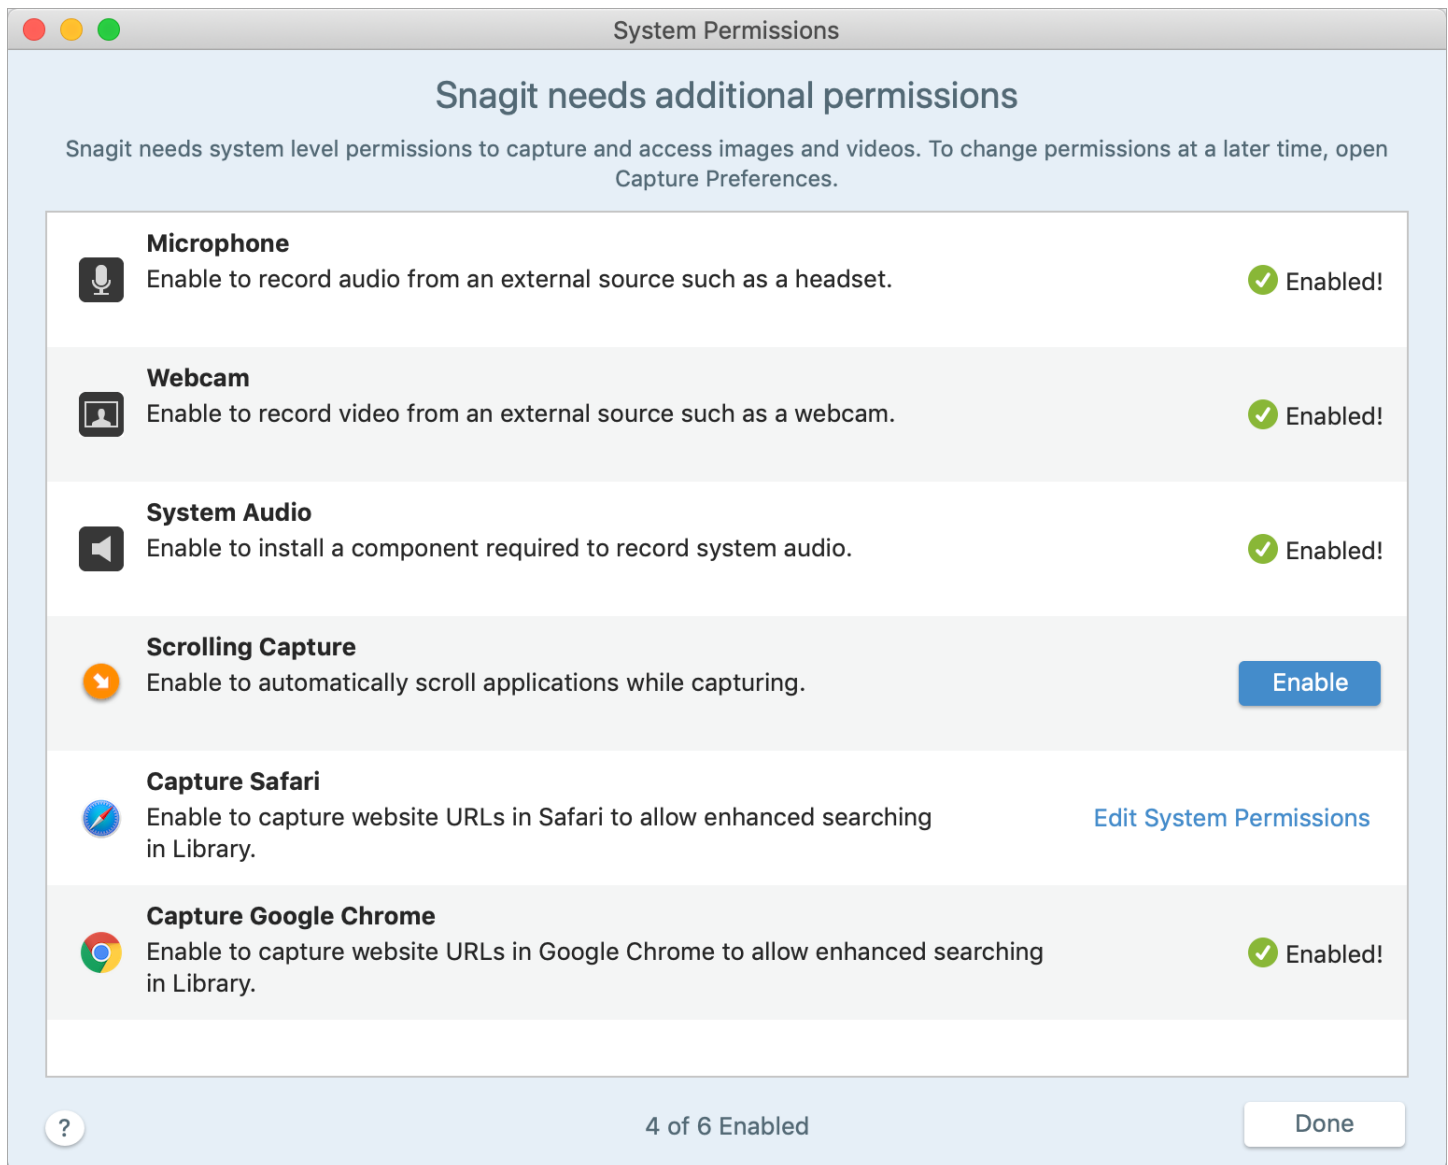 System Permissions
Snagit needs additional permissions
Snagit needs system level permissions to capture and access images and videos. To change permissions at a later time, open
Capture Preferences.
Microphone
Enable to record audio from an external source such as a headset.
Enabled!
Webcam
Enable to record video from an external source such as a webcam.
Enabled!
System Audio
Enable to install a component required to record system audio.
Enabled!
Scrolling Capture
Enable to automatically scroll applications while capturing.
Enable
Capture Safari
Enable to capture website URLs in Safari to allow enhanced searching
in Library.
Edit System Permissions
Capture Google Chrome
Enable to capture website URLs in Google Chrome to allow enhanced searching
in Library.
Enabled!
?
4 of 6 Enabled
Done